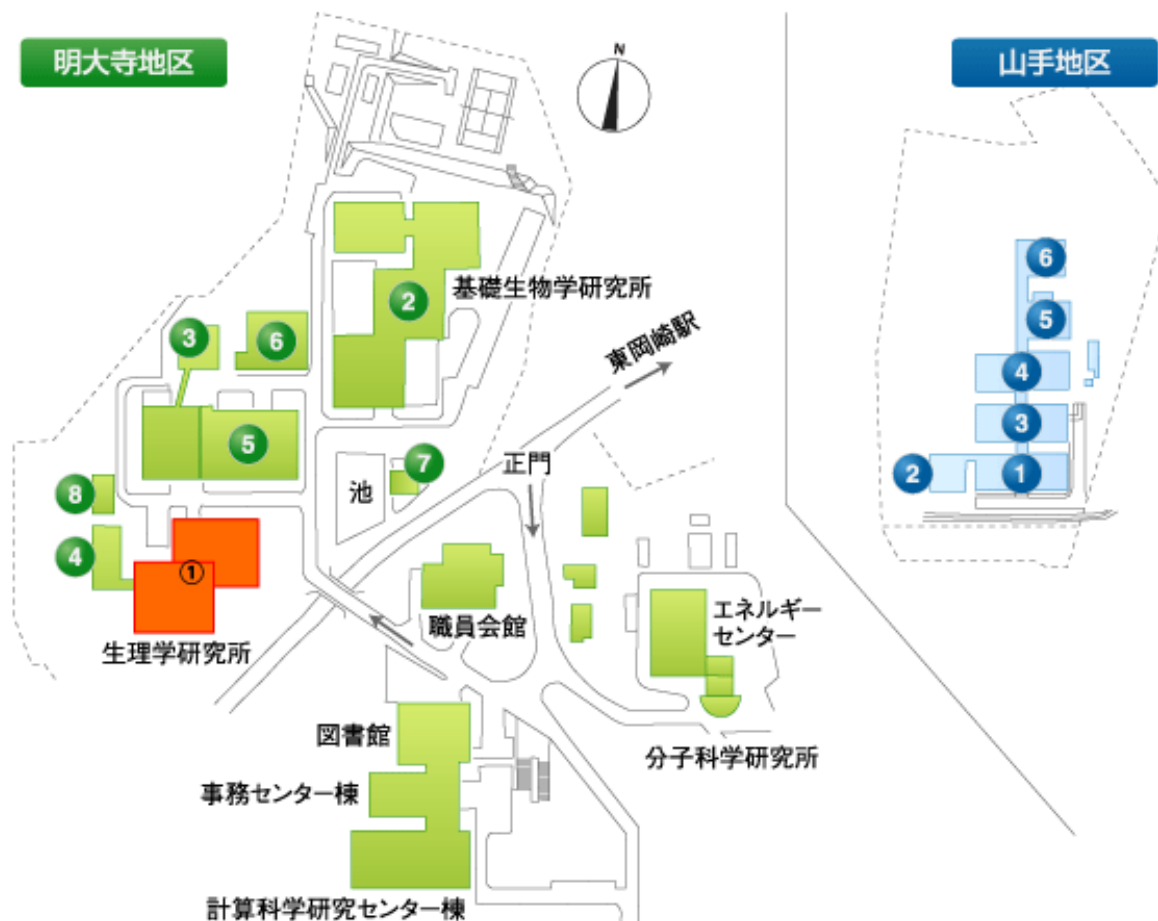 明大寺地区
N
山手地区
6
2
基礎生物学研究所
5
3
6
東岡崎駅
4
3
5
7
正門
池
2
1
8
4
①
エネルギー
センター
職員会館
生理学研究所
図書館
分子科学研究所
事務センター棟
計算科学研究センター棟